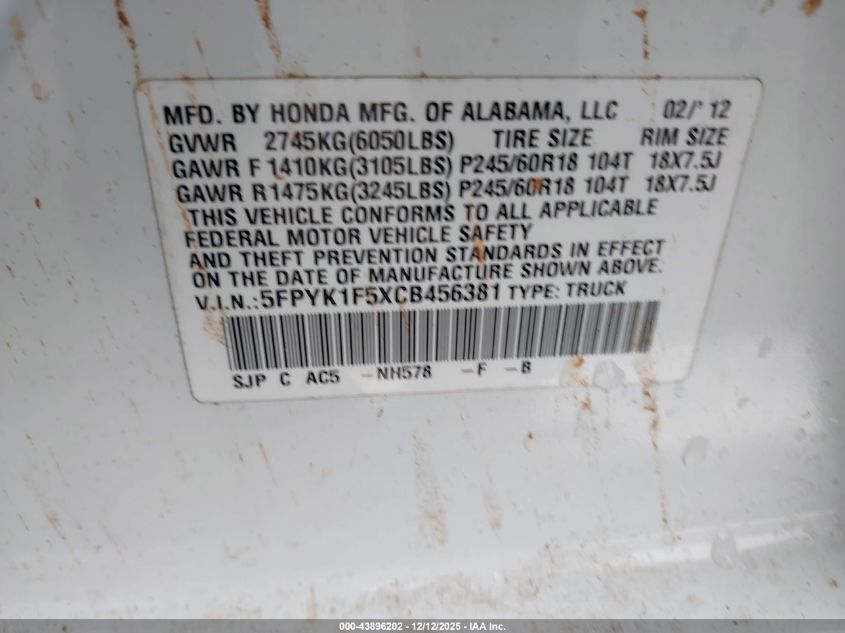 MFD. BY HONDA MFG. OF ALABAMA, LLC 02/'12
GVWR 2745KG(6050LBS) TIRE SIZE RIM SIZE
GAWR F 1410KG(3105LBS) P245/60R18 104T 18X7.5J
GAWR R1475KG(3245LBS) P245/60R18 104T 18X7.5J
THIS VEHICLE CONFORMS TO ALL APPLICABLE
FEDERAL MOTOR VEHICLE SAFETY
AND THEFT PREVENTION STANDARDS IN EFFECT
ON THE DATE OF MANUFACTURE SHOWN ABOVE.
V.I.N.:5FPYK1F5XCB456381 TYPE: TRUCK
SJP C AC5 -NH578 -F -B
000-43896202 - 12/12/2025 - IAA Inc.